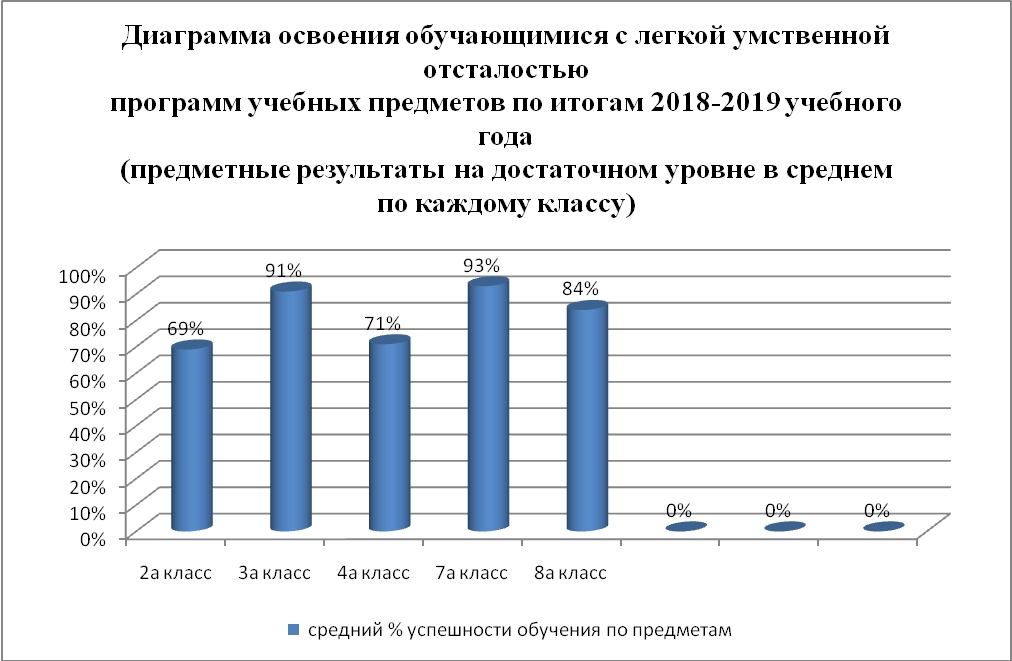 Диаграмма освоения обучающимися с легкой умственной
отсталостью
программ учебных предметов по итогам 2018-2019 учебного
года
(предметные результаты на достаточном уровне в среднем
по каждому классу)
100%
90%
80%
70%
60%
50%
40%
30%
20%
10%
0%
69%
91%
71%
93%
84%
0%
0%
0%
2а класс
3а класс
4а класс
7а класс
8а класс
средний % успешности обучения по предметам